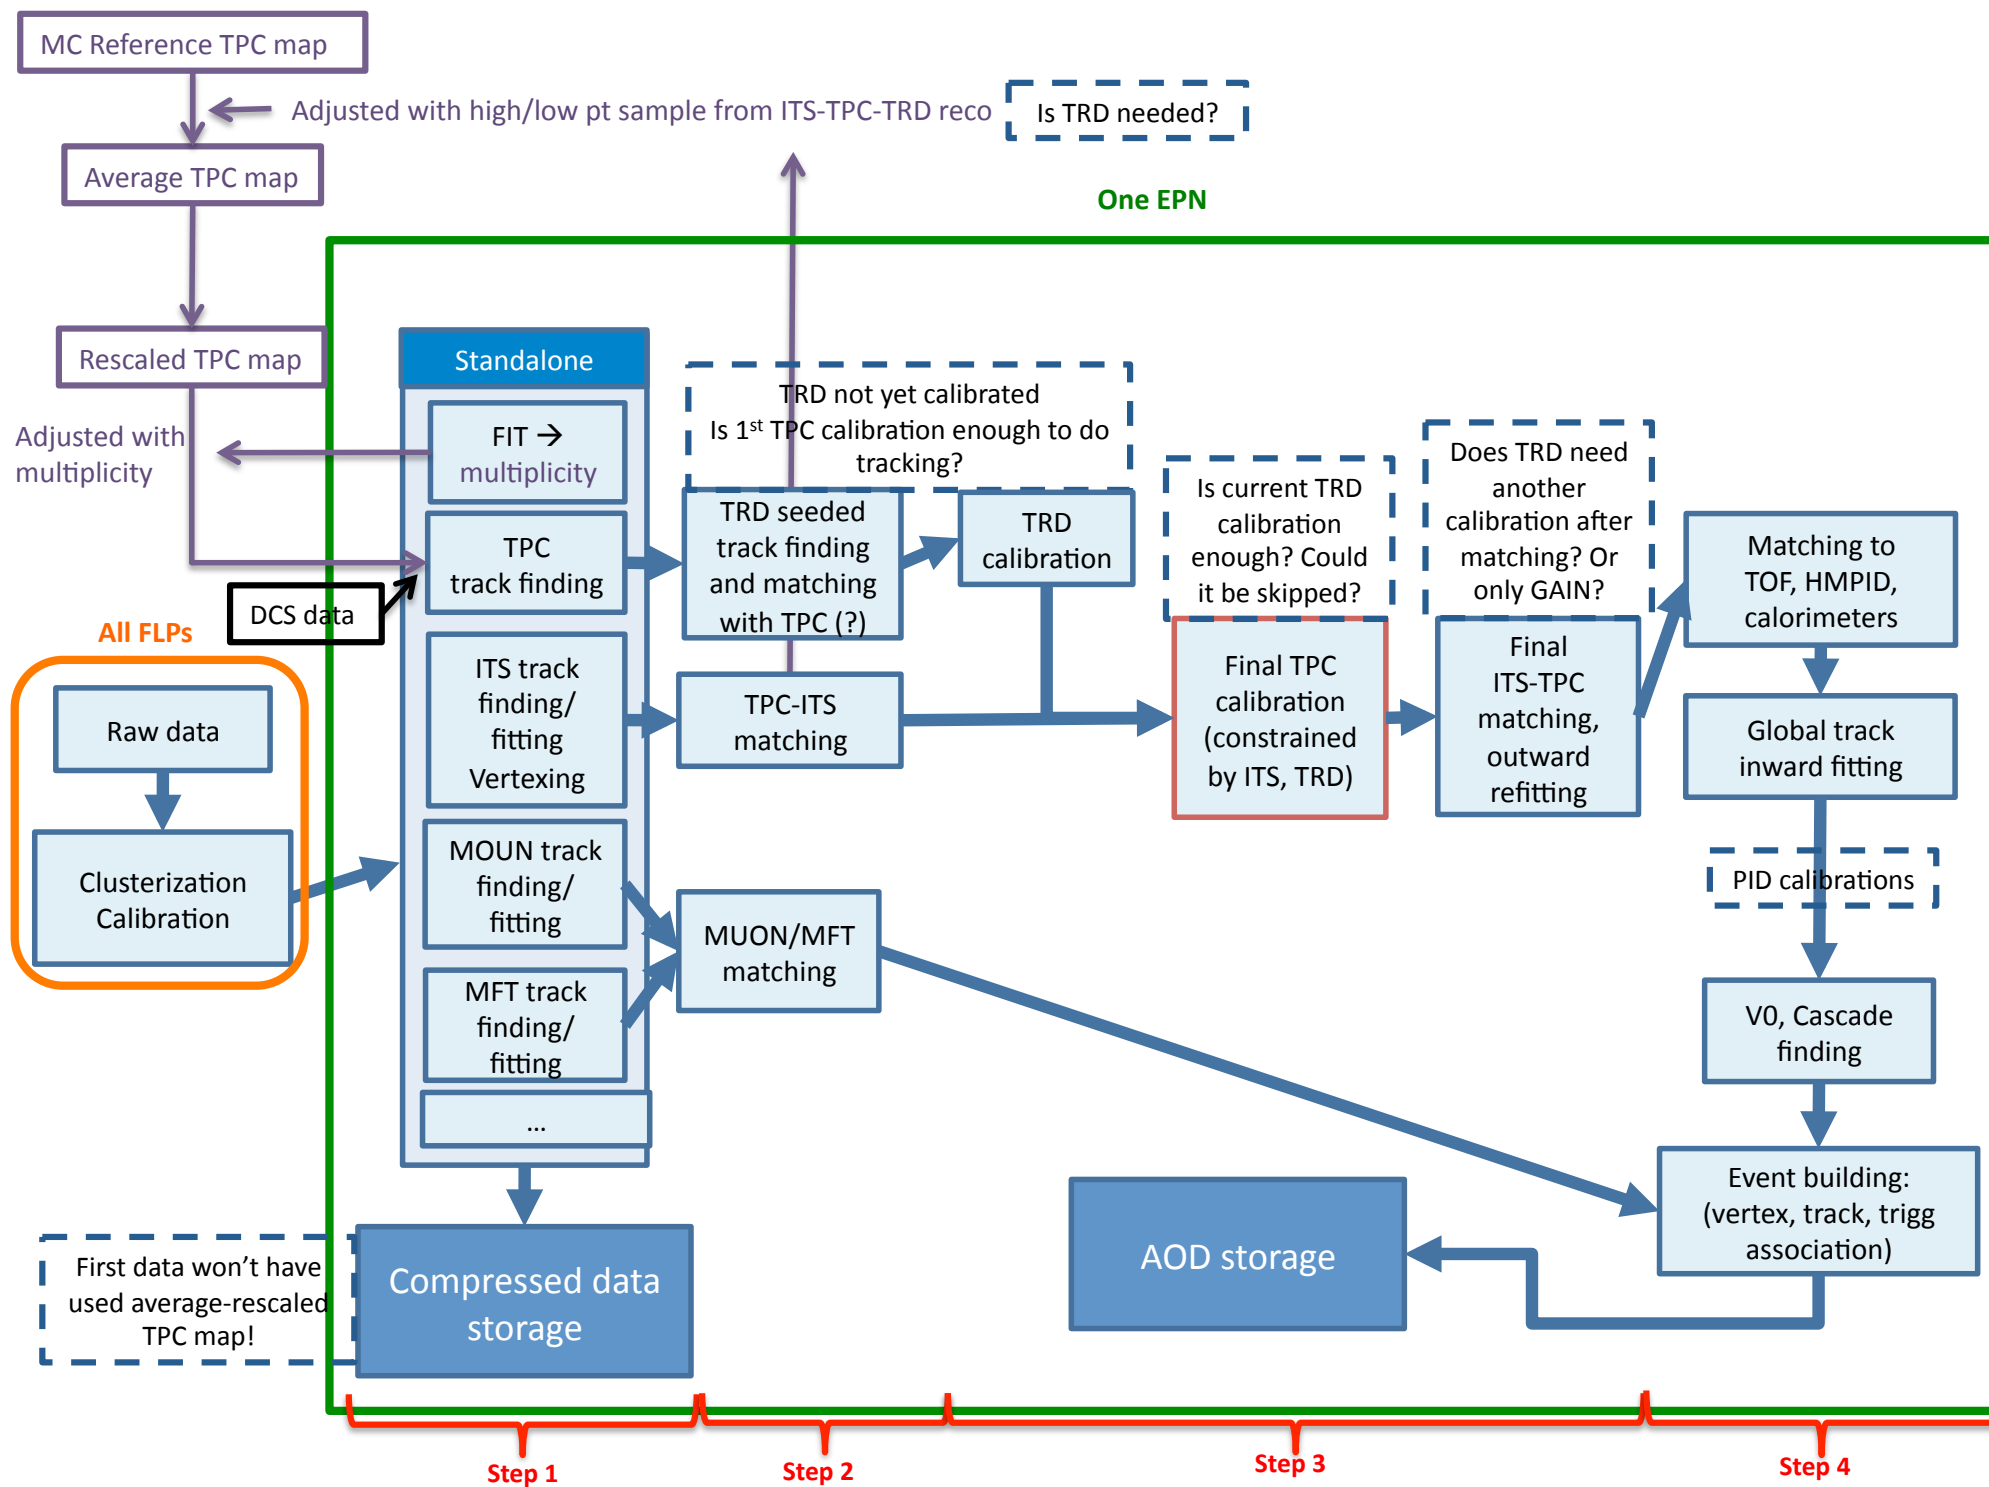 MC Reference TPC map
Adjusted with high/low pt sample from ITS-TPC-TRD reco
Is TRD needed?
Average TPC map
One EPN
Rescaled TPC map
Adjusted with
multiplicity
Standalone
FIT →
multiplicity
TPC
track finding
DCS data
ITS track
finding/
fitting
Vertexing
MOUN track
finding/
fitting
MFT track
finding/
fitting
...
All FLPs
Raw data
Clusterization
Calibration
TRD not yet calibrated
Is 1st TPC calibration enough to do
tracking?
TRD seeded
track finding
and matching
with TPC (?)
TRD
calibration
TPC-ITS
matching
MUON/MFT
matching
Is current TRD
calibration
enough? Could
it be skipped?
Final TPC
calibration
(constrained
by ITS, TRD)
Does TRD need
another
calibration after
matching? Or
only GAIN?
Final
ITS-TPC
matching,
outward
refitting
Matching to
TOF, HMPID,
calorimeters
Global track
inward fitting
PID calibrations
V0, Cascade
finding
Event building:
(vertex, track, trigg
association)
AOD storage
Compressed data
storage
First data won't have
used average-rescaled
TPC map!
Step 1
Step 2
Step 3
Step 4